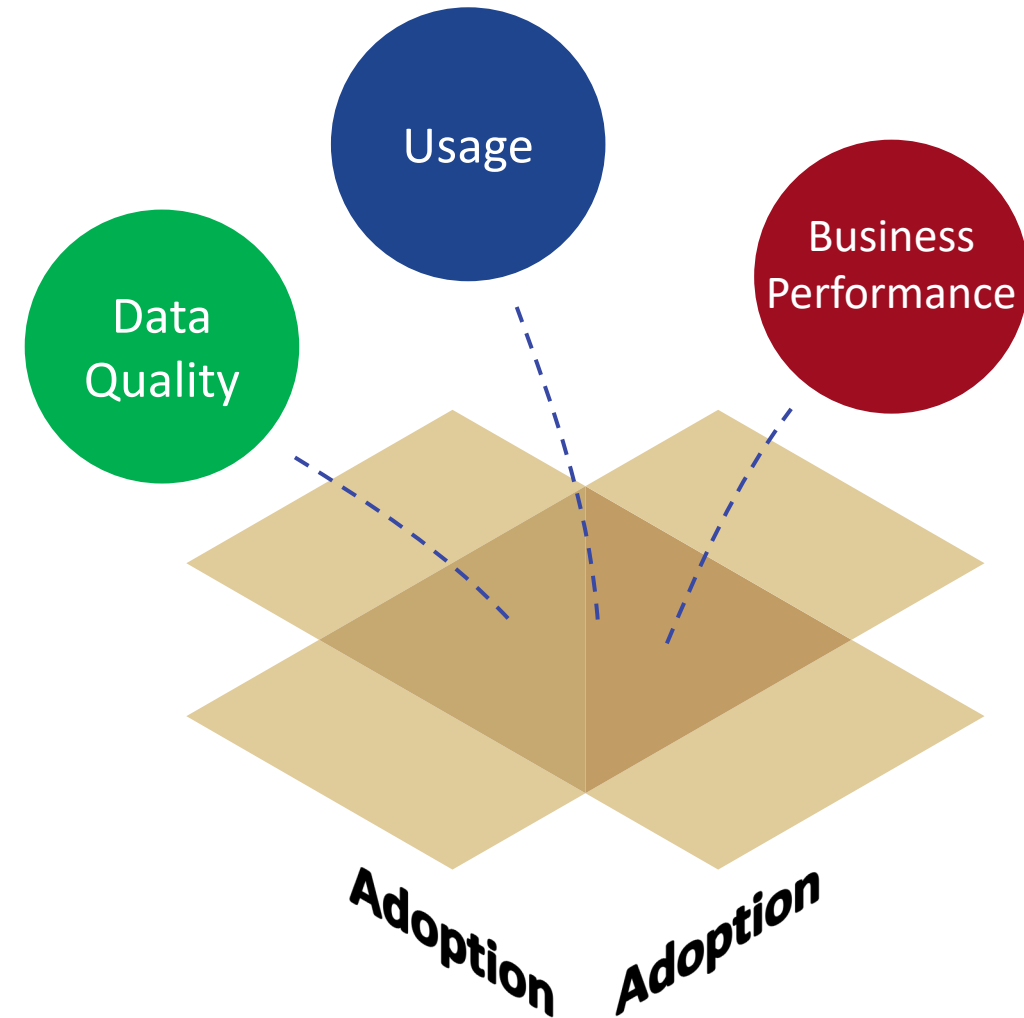 Usage
Business
Performance
Data
Quality
Adoption
Adoption